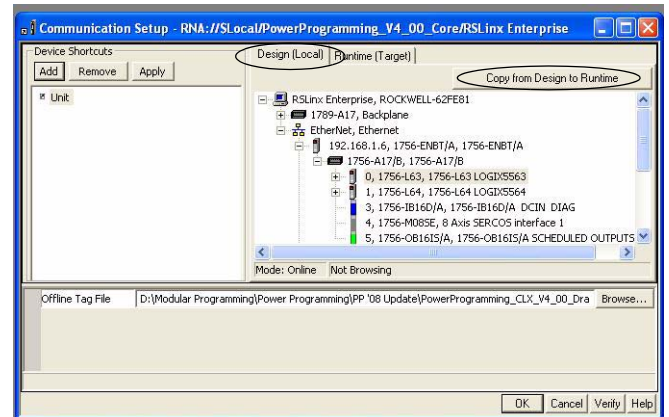 Communication Setup - RNA://$Local/PowerProgramming_V4_00_Core/RSLinx Enterprise
Device Shortcuts
Add Remove Apply
Unit
Design (Local) Runtime (Target)
Copy from Design to Runtime
RSLinx Enterprise, ROCKWELL-62FE81
1789-A17, Backplane
EtherNet, Ethernet
192.168.1.6, 1756-ENBT/A, 1756-ENBT/A
1756-A17/B, 1756-A17/B
0, 1756-L63, 1756-L63 LOGIX5563
1, 1756-L64, 1756-L64 LOGIX5564
3, 1756-IB16D/A, 1756-IB16D/A DCIN DIAG
4, 1756-M08SE, 8 Axis SERCOS interface 1
5, 1756-OB16IS/A, 1756-OB16IS/A SCHEDULED OUTPUTS
Mode: Online Not Browsing
Offline Tag File D:\Modular Programming\Power Programming\PP '08 Update\PowerProgramming_CLX_V4_00_Dra Browse...
OK Cancel Verify Help